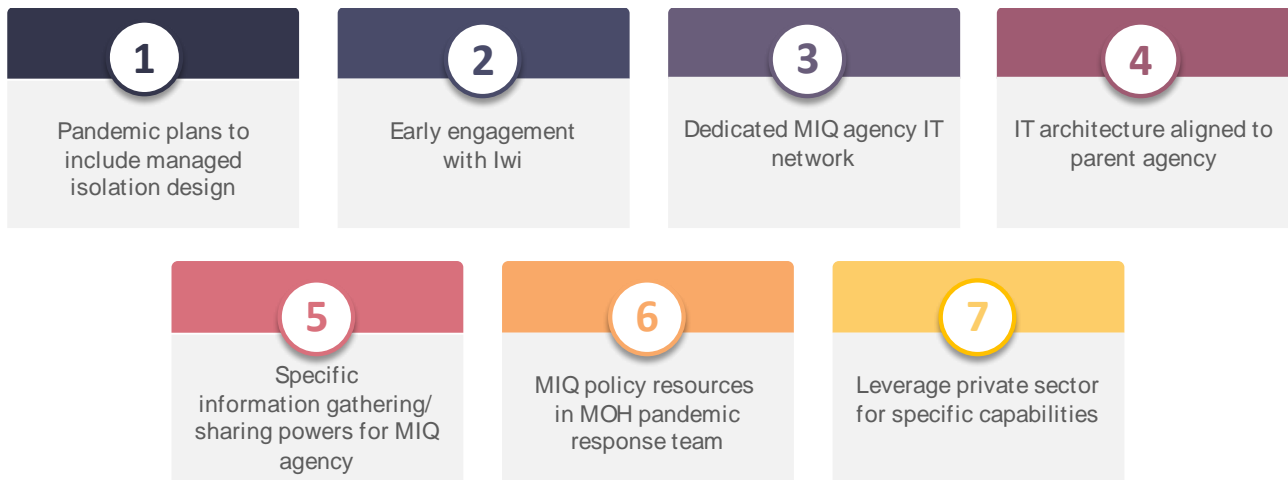 1
Pandemic plans to
include managed
isolation design
2
Early engagement
with Iwi
3
Dedicated MIQ agency IT
network
4
IT architecture aligned to
parent agency
5
Specific
information gathering/
sharing powers for MIQ
agency
6
MIQ policy resources
in MOH pandemic
response team
7
Leverage private sector
for specific capabilities